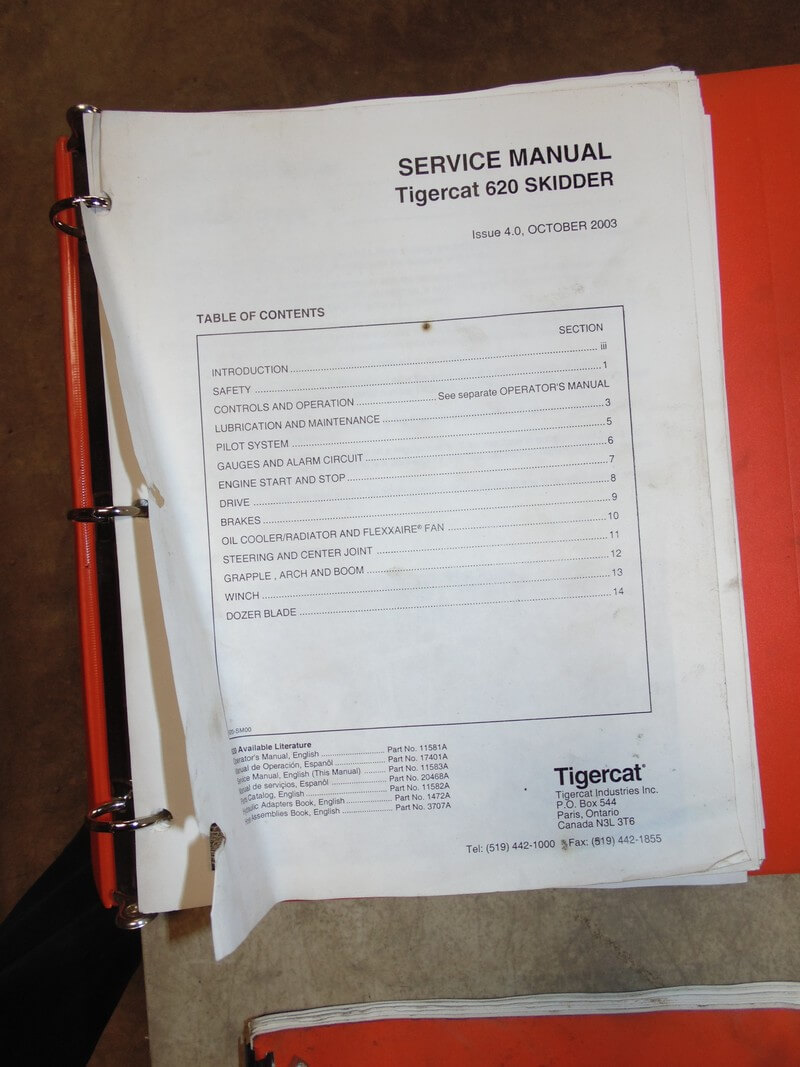 SERVICE MANUAL
Tigercat 620 SKIDDER
Issue 4.0, OCTOBER 2003
TABLE OF CONTENTS
SECTION
INTRODUCTION........iii
SAFETY ........1
CONTROLS AND OPERATION........See separate OPERATOR'S MANUAL
LUBRICATION AND MAINTENANCE ........3
PILOT SYSTEM ........5
GAUGES AND ALARM CIRCUIT ........6
ENGINE START AND STOP........7
DRIVE ........8
BRAKES........9
OIL COOLER/RADIATOR AND FLEXXAIRE® FAN ........10
STEERING AND CENTER JOINT ........11
GRAPPLE , ARCH AND BOOM ........12
WINCH ........13
DOZER BLADE ........14
Available Literature
Manual, English ........ Part No. 11581A
de Operación, Español ........ Part No. 17401A
Manual, English (This Manual) ........ Part No. 11583A
de serviçios, Español ........ Part No. 20468A
Catalog, English ........ Part No. 11582A
Adapters Book, English ........ Part No. 1472A
Assemblies Book, English ........ Part No. 3707A
Tigercat®
Tigercat Industries Inc.
P.O. Box 544
Paris, Ontario
Canada N3L 3T6
Tel: (519) 442-1000 Fax: (519) 442-1855